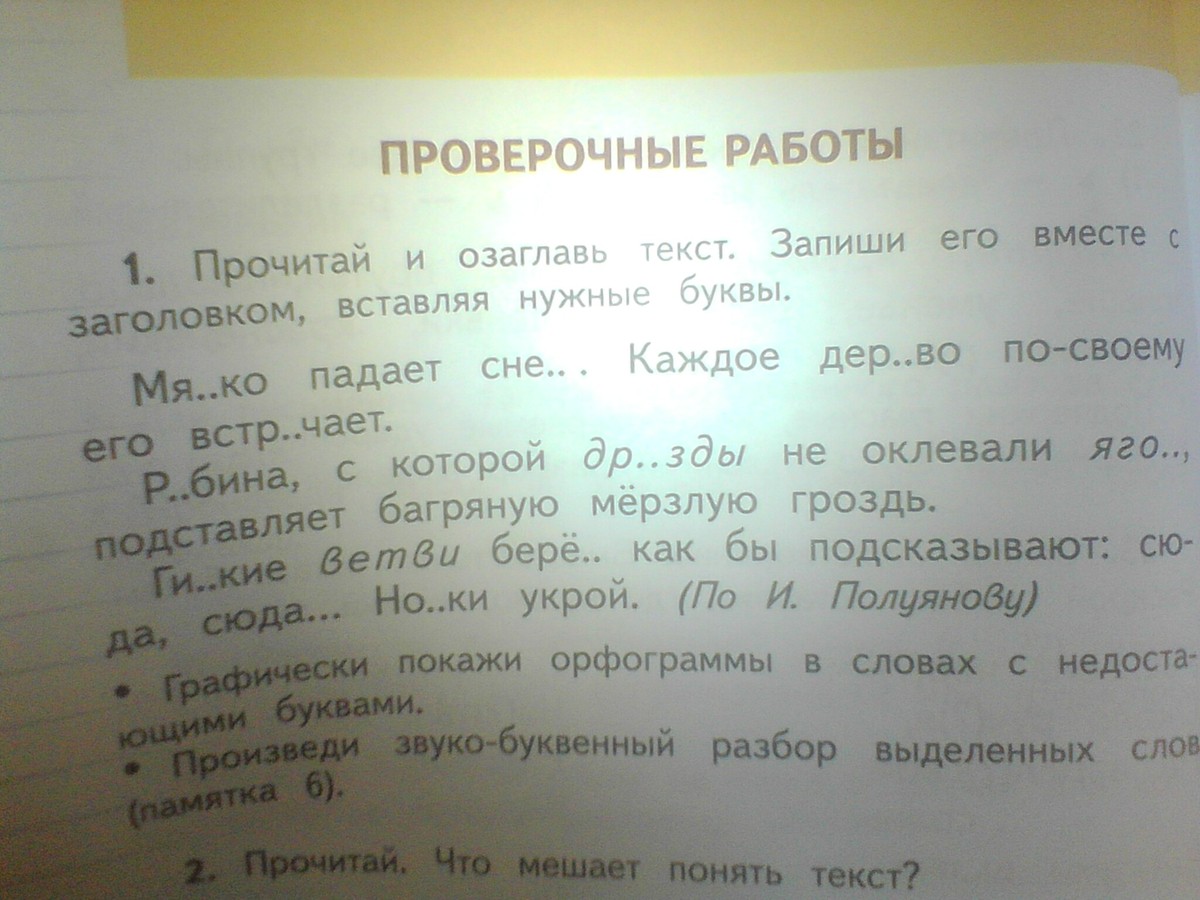 ПРОВЕРОЧНЫЕ РАБОТЫ
1. Прочитай и озаглавь текст. Запиши его вместе с
заголовком, вставляя нужные буквы.
Мя..ко падает сне.. . Каждое дер..во по-своему
его встр..чает.
Р..бина, с которой др..зды не оклевали яго..,
подставляет багряную мёрзлую гроздь.
Ги..кие ветви берё.. как бы подсказывают: сю-
да, сюда... Но..ки укрой. (По И. Полуянову)
• Графически покажи орфограммы в словах с недоста-
ющими буквами.
• Произведи звуко-буквенный разбор выделенных слов
(памятка 6).
2. Прочитай. Что мешает понять текст?